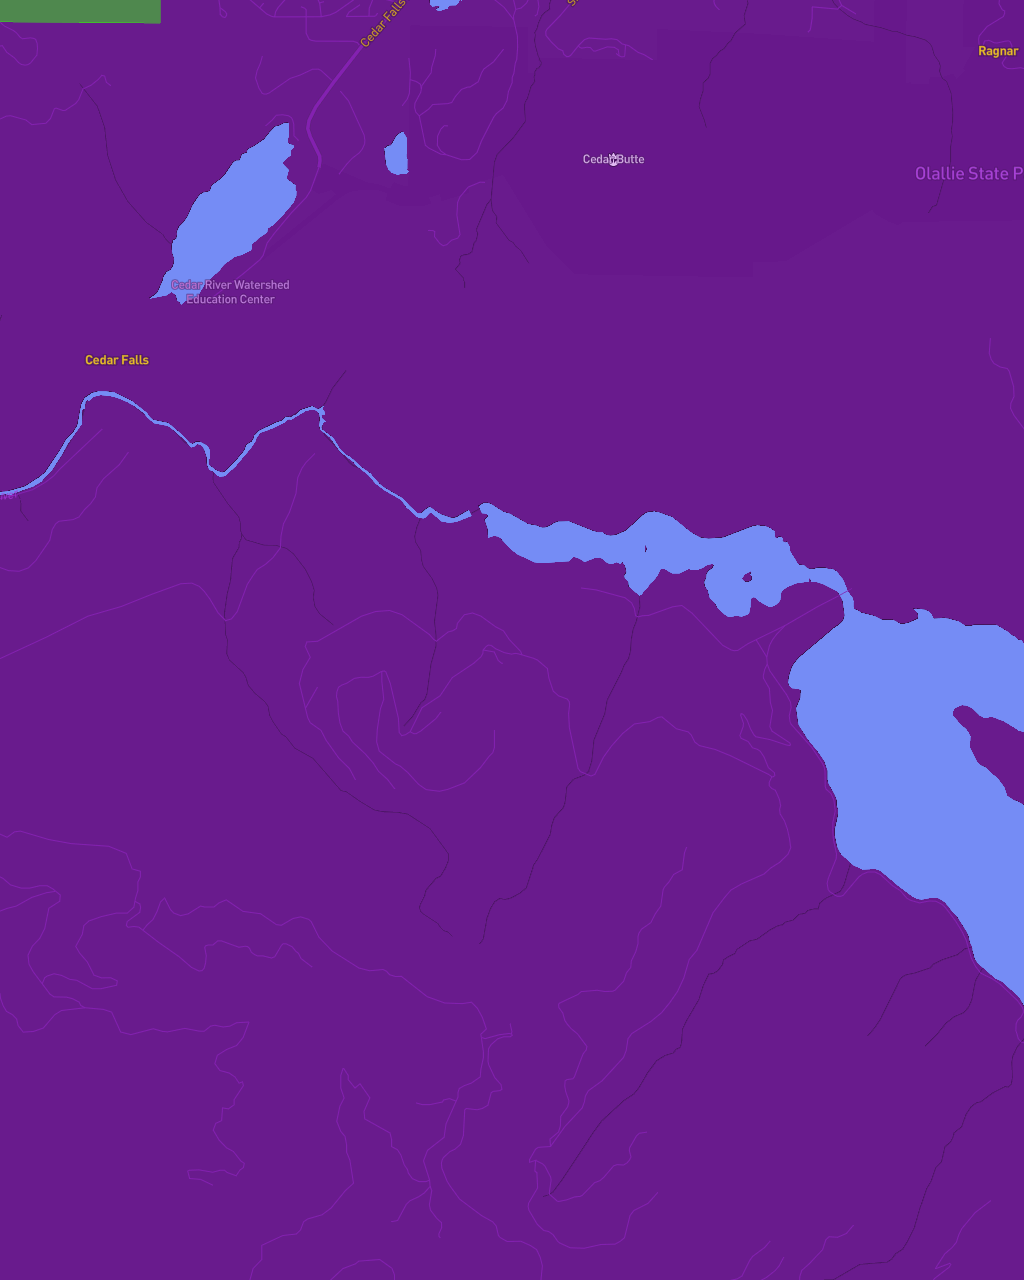 Cedar Falls
Ragnar
Cedar Butte
Olallie State P
Cedar River Watershed
Education Center
Cedar Falls